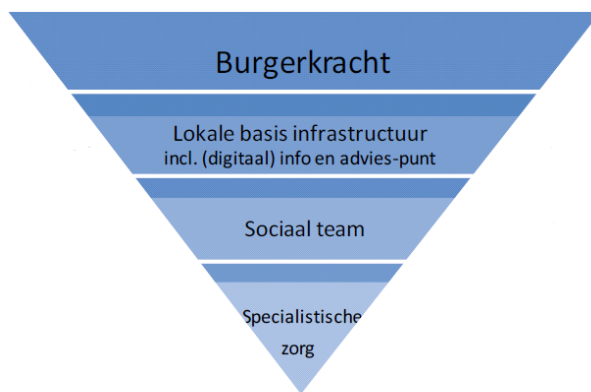 Burgerkracht
Lokale basis infrastructuur
incl. (digitaal) info en advies-punt
Sociaal team
Specialistische
zorg